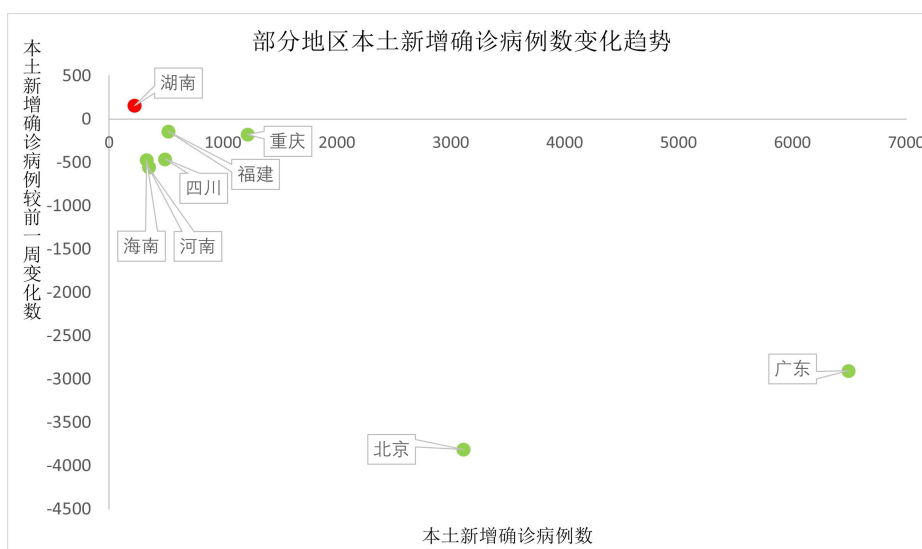 部分地区本土新增确诊病例数变化趋势
本土新增确诊病例较前一周变化数
500
0
-500
-1000
-1500
-2000
-2500
-3000
-3500
-4000
-4500
0 1000 2000 3000 4000 5000 6000 7000
湖南
重庆
福建
四川
海南 河南
广东
北京
本土新增确诊病例数